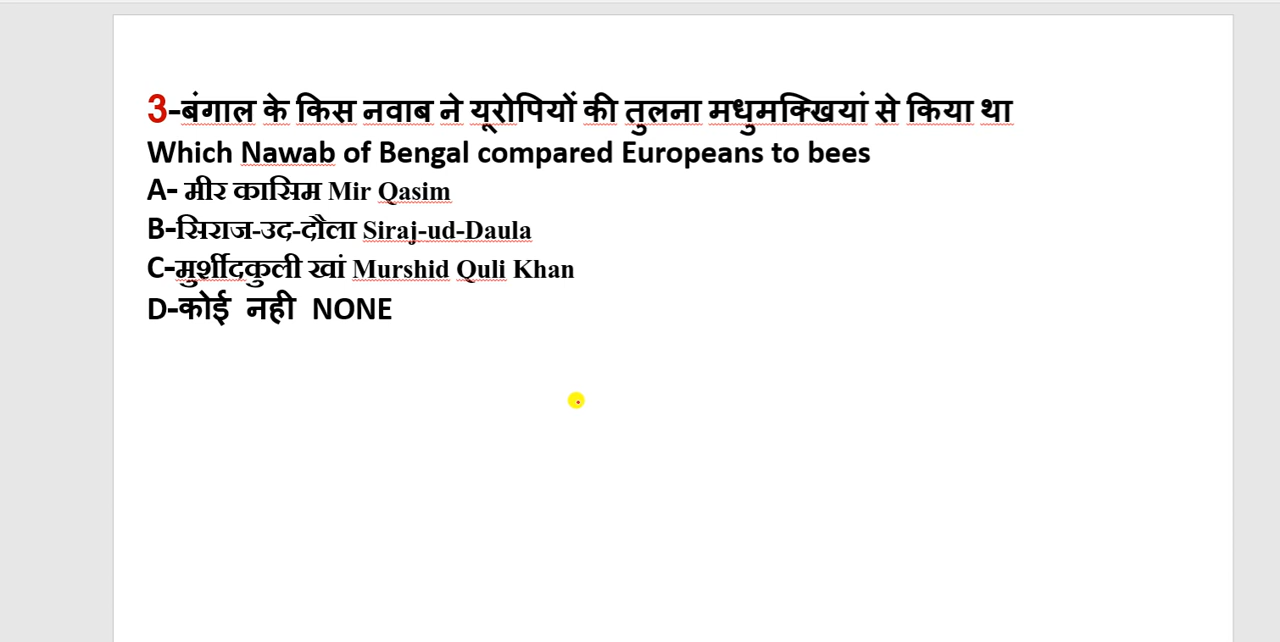 3-बंगाल के किस नवाब ने यूरोपियों की तुलना मधुमक्खियां से किया था
Which Nawab of Bengal compared Europeans to bees
A- मीर कासिम Mir Qasim
B-सिराज-उद-दौला Siraj-ud-Daula
C-मुर्शीदकुली खां Murshid Quli Khan
D-कोई नही NONE